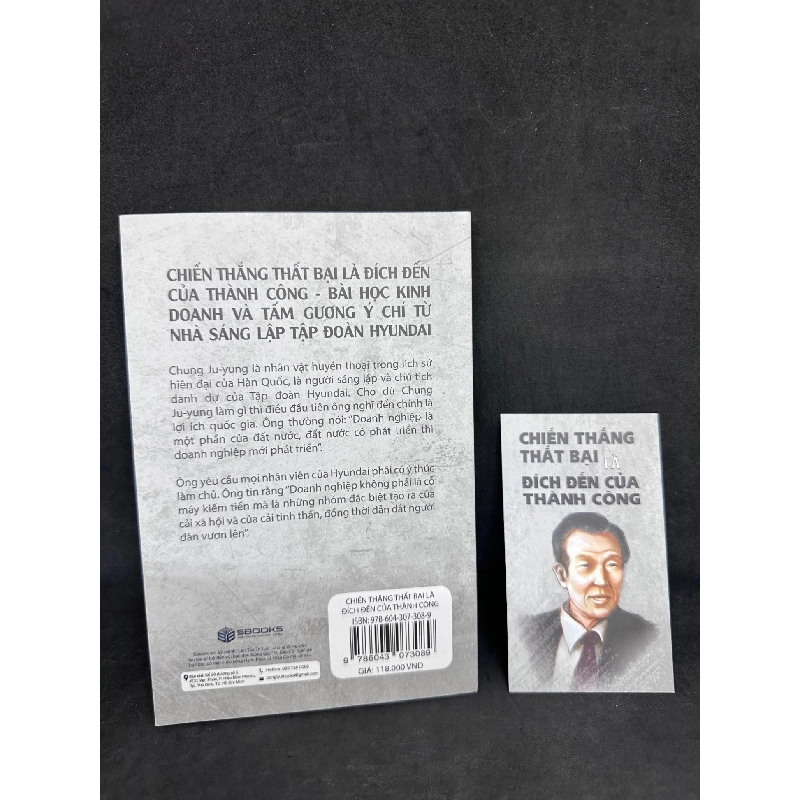 CHIẾN THẮNG THẤT BẠI LÀ ĐÍCH ĐẾN
CỦA THÀNH CÔNG - BÀI HỌC KINH
DOANH VÀ TẤM GƯƠNG Ý CHÍ TỪ
NHÀ SÁNG LẬP TẬP ĐOÀN HYUNDAI
Chung Ju-yung là nhân vật huyền thoại trong lịch sử
hiện đại của Hàn Quốc, là người sáng lập và chủ tịch
danh dự của Tập đoàn Hyundai. Cho dù Chung
Ju-yung làm gì thì điều đầu tiên ông nghĩ đến chính là
lợi ích quốc gia. Ông thường nói: "Doanh nghiệp là
một phần của đất nước, đất nước có phát triển thì
doanh nghiệp mới phát triển".
Ông yêu cầu mọi nhân viên của Hyundai phải có ý thức
làm chủ. Ông tin rằng "Doanh nghiệp không phải là cỗ
máy kiếm tiền mà là những nhóm đặc biệt tạo ra của
cải xã hội và của cải tinh thần, đồng thời dẫn dắt người
dân vươn lên".
CHIẾN THẮNG THẤT BẠI LÀ
ĐÍCH ĐẾN CỦA THÀNH CÔNG
ISBN: 978-604-307-308-9
9 786043 073089
GIÁ: 118.000 VND
SBOOKS
CHIẾN THẮNG
THẤT BẠI LÀ
ĐÍCH ĐẾN CỦA
THÀNH CÔNG